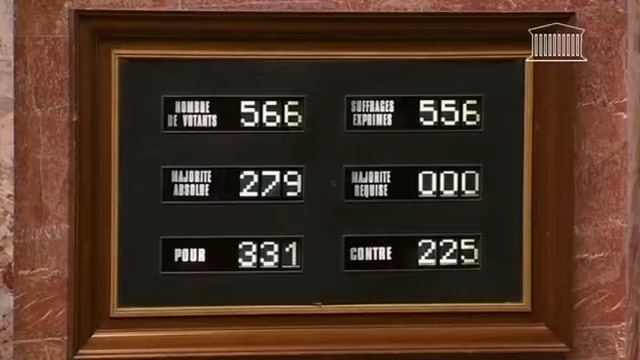 NOMBRE
DE VOTANTS 566
SUFFRAGES
EXPRIMES 556
MAJORITE
ABSOLUE 279
MAJORITE
REQUISE 000
POUR 331
CONTRE 225